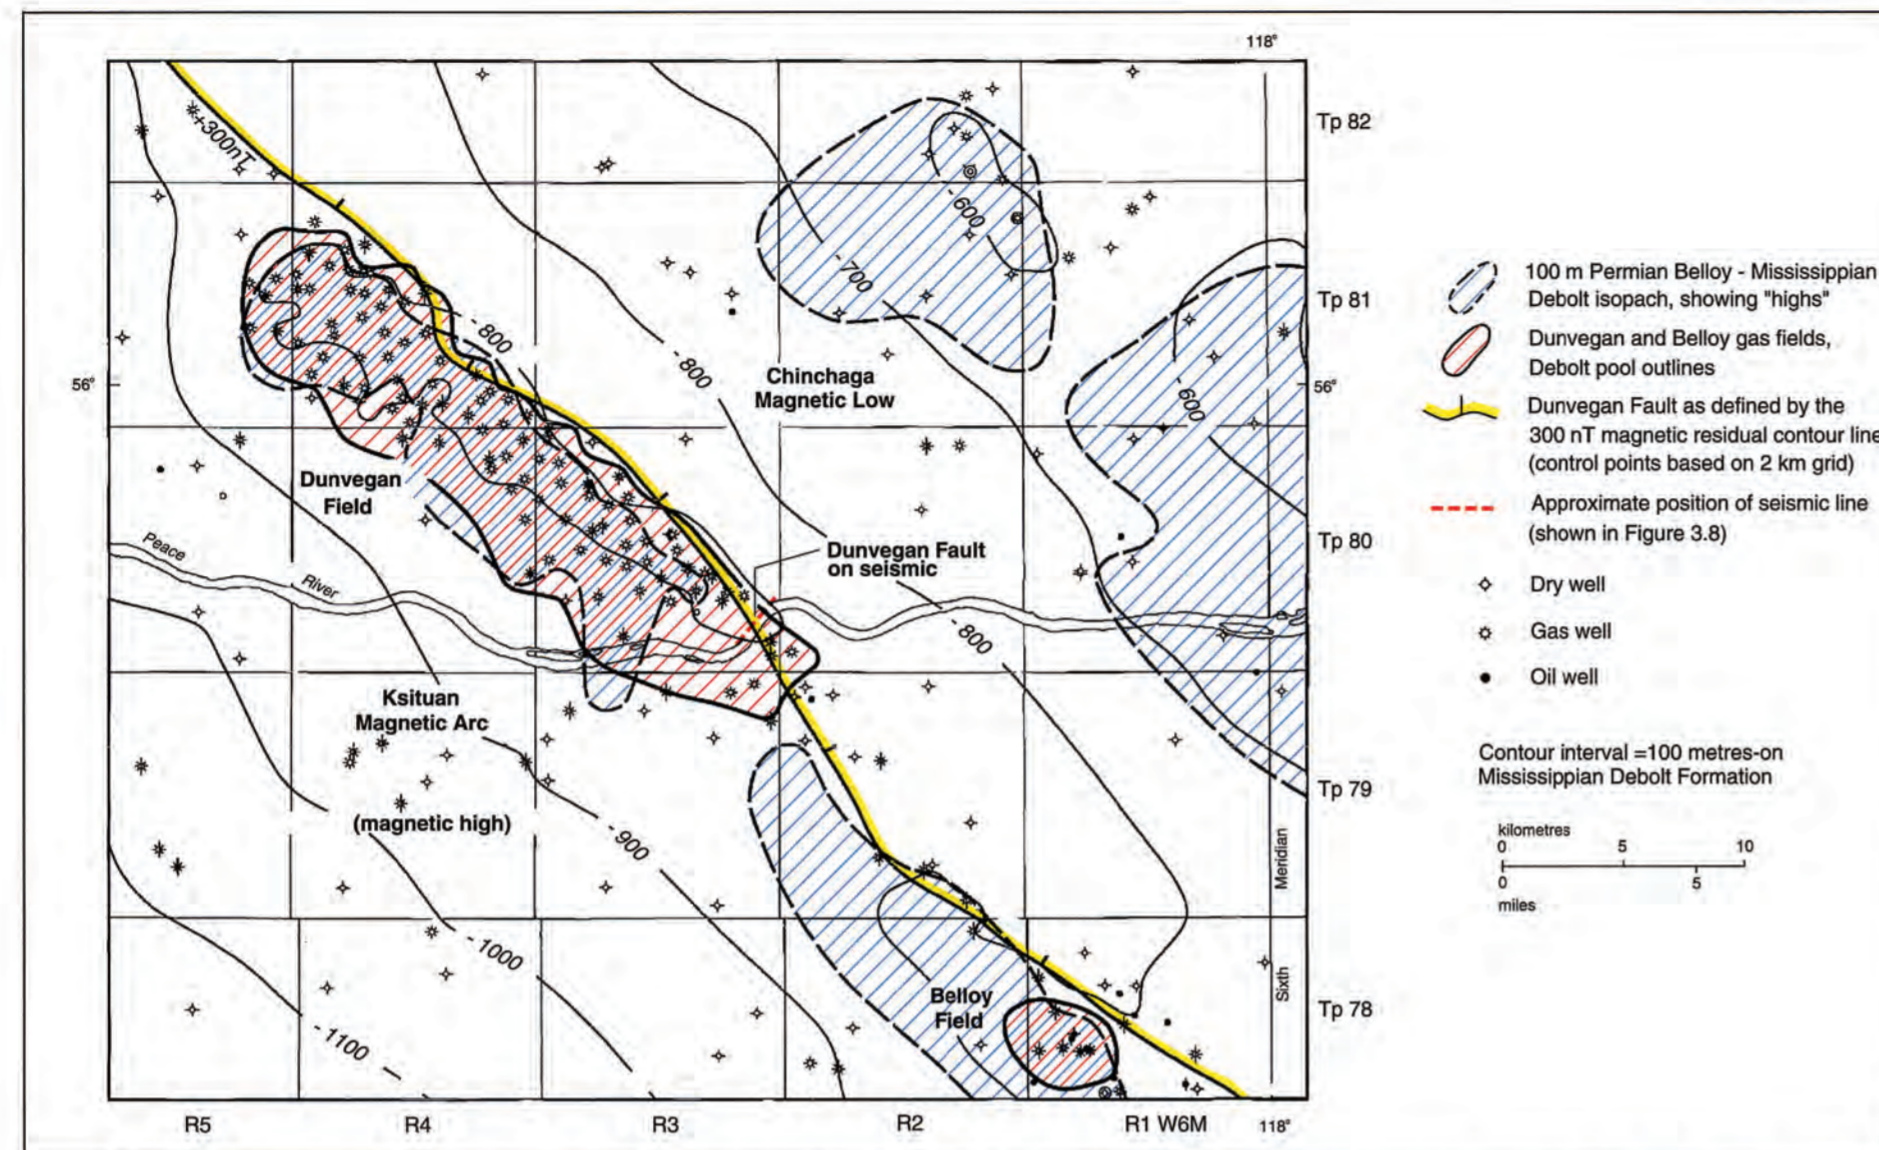 118°
Tp 82
+300nT
- 600
- 700
- 800
Tp 81
- 800
56°
Chinchaga
Magnetic Low
56°
- 600
Dunvegan
Field
Peace
River
Dunvegan Fault
on seismic
Tp 80
- 800
Ksituan
Magnetic Arc
(magnetic high)
Tp 79
- 900
Meridian
- 1000
Sixth
Belloy
Field
Tp 78
- 1100
R5
R4
R3
R2
R1 W6M
118°
100 m Permian Belloy - Mississippian
Debolt isopach, showing "highs"
Dunvegan and Belloy gas fields,
Debolt pool outlines
Dunvegan Fault as defined by the
300 nT magnetic residual contour line
(control points based on 2 km grid)
Approximate position of seismic line
(shown in Figure 3.8)
Dry well
Gas well
Oil well
Contour interval =100 metres-on
Mississippian Debolt Formation
kilometres
0 5 10
0 5
miles